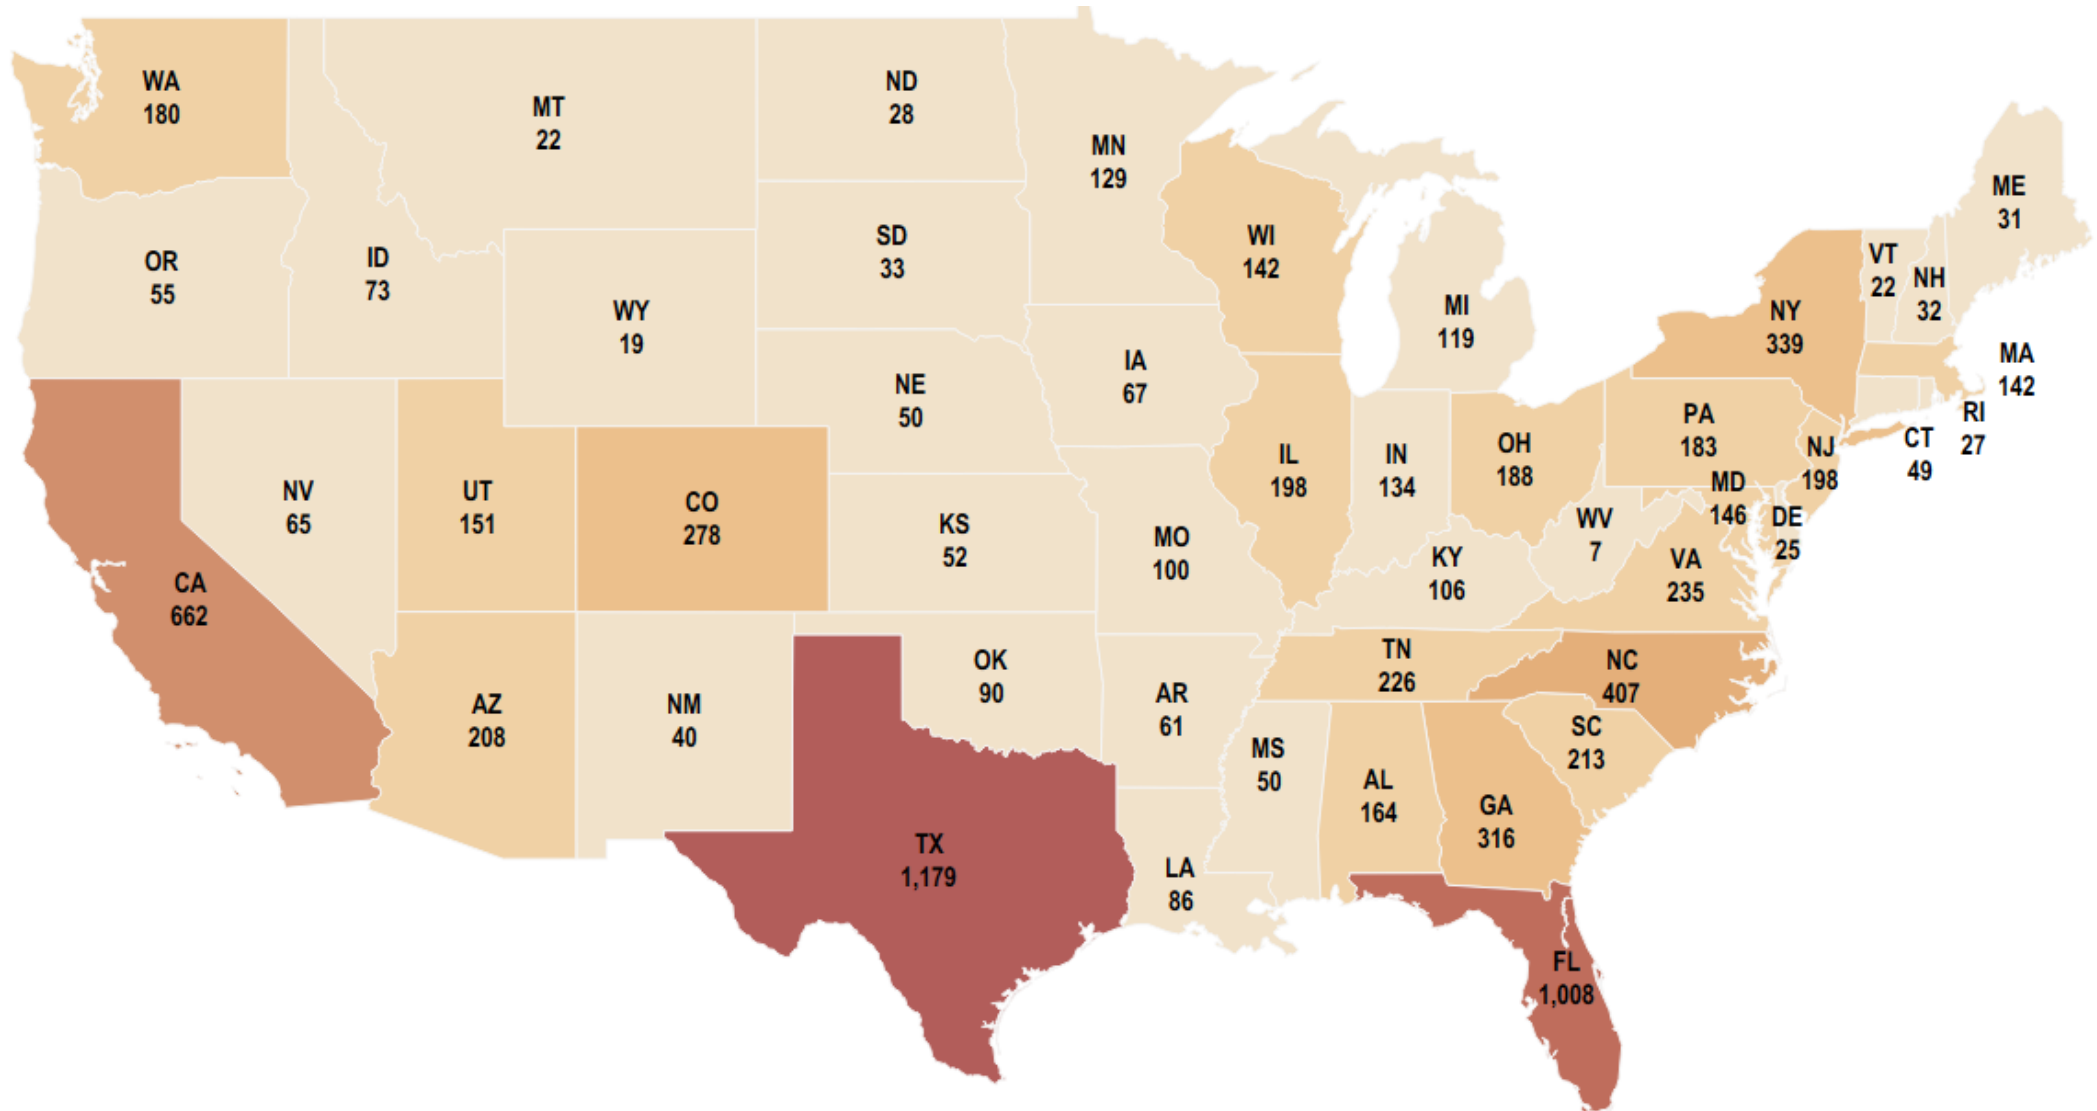 WA
180
MT
22
ND
28
MN
129
OR
55
ID
73
WY
19
SD
33
WI
142
MI
119
ME
31
VT
22
NH
32
NY
339
MA
142
RI
27
CT
49
NV
65
UT
151
CO
278
NE
50
IA
67
IL
198
IN
134
OH
188
PA
183
NJ
198
MD
146
DE
25
CA
662
KS
52
MO
100
KY
106
WV
7
VA
235
AZ
208
NM
40
OK
90
AR
61
TN
226
NC
407
SC
213
TX
1,179
LA
86
MS
50
AL
164
GA
316
FL
1,008